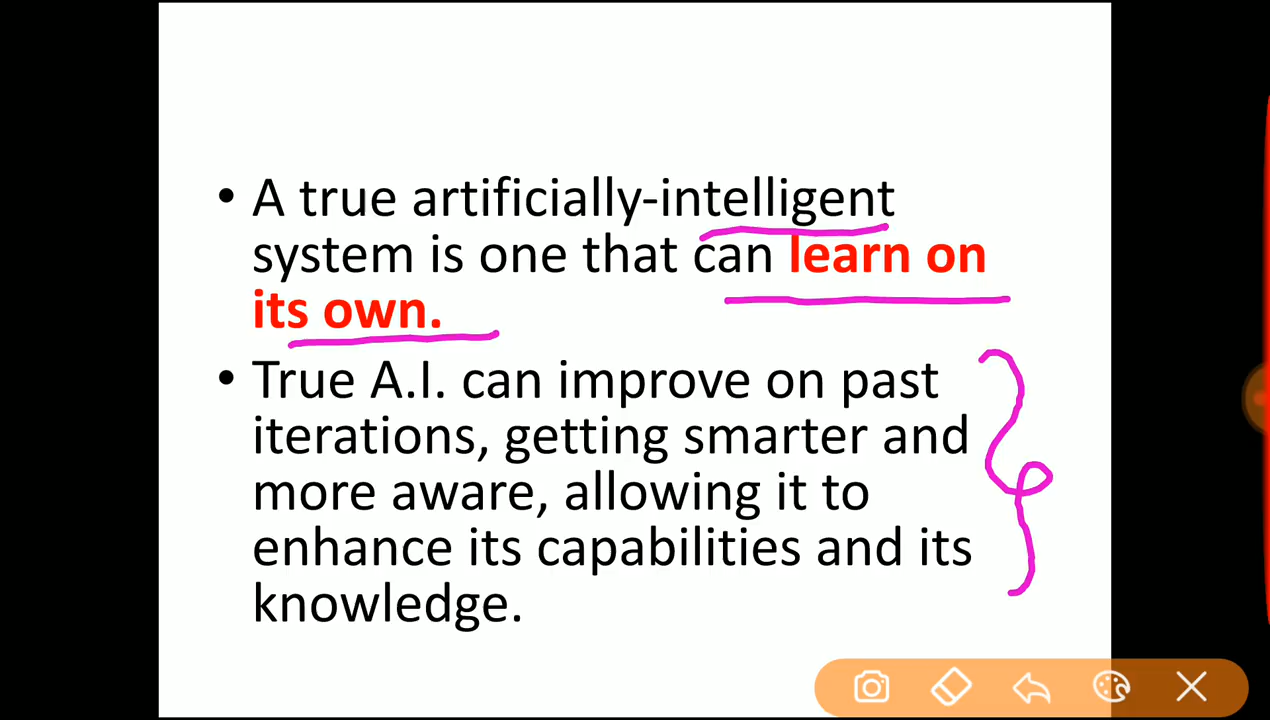 • A true artificially-intelligent
system is one that can learn on
its own.
• True A.I. can improve on past
iterations, getting smarter and
more aware, allowing it to
enhance its capabilities and its
knowledge.